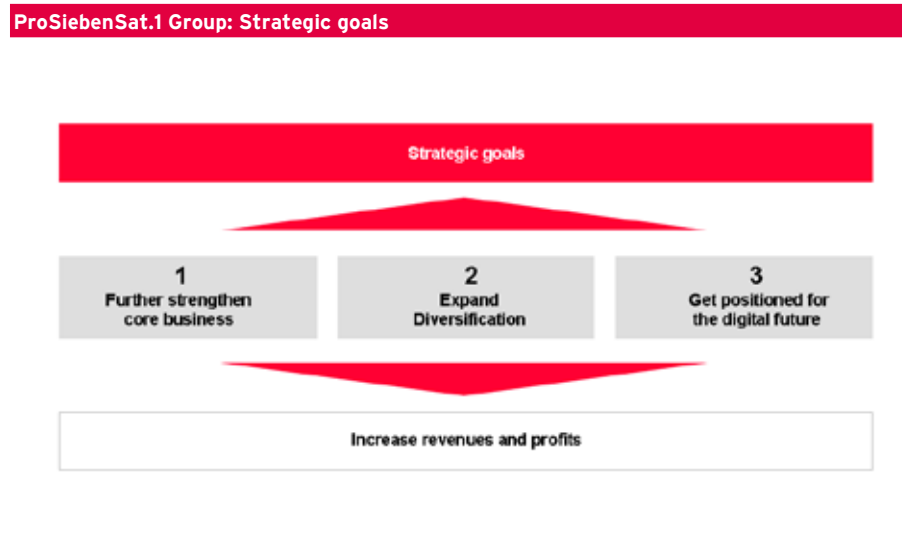 ProSiebenSat.1 Group: Strategic goals
Strategic goals
1
Further strengthen
core business
2
Expand
Diversification
3
Get positioned for
the digital future
Increase revenues and profits